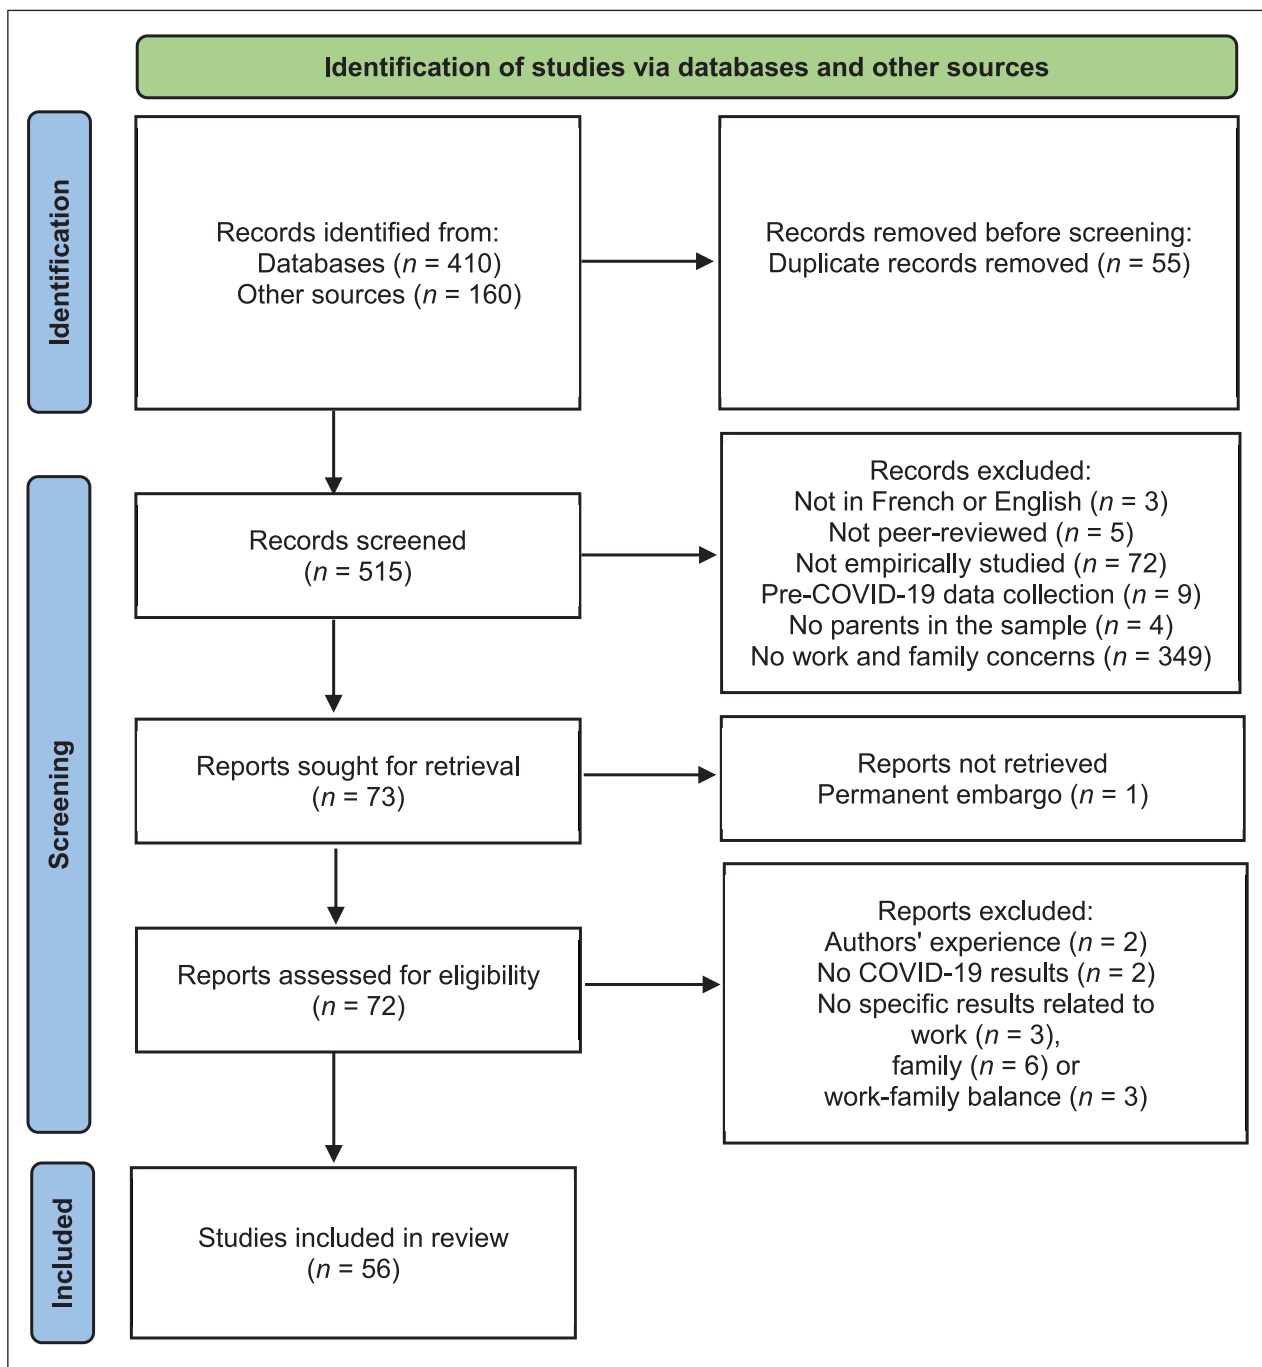 Identification of studies via databases and other sources
Identification
Records identified from:
Databases (n = 410)
Other sources (n = 160)
Records removed before screening:
Duplicate records removed (n = 55)
Screening
Records screened
(n = 515)
Records excluded:
Not in French or English (n = 3)
Not peer-reviewed (n = 5)
Not empirically studied (n = 72)
Pre-COVID-19 data collection (n = 9)
No parents in the sample (n = 4)
No work and family concerns (n = 349)
Reports sought for retrieval
(n = 73)
Reports not retrieved
Permanent embargo (n = 1)
Reports assessed for eligibility
(n = 72)
Reports excluded:
Authors' experience (n = 2)
No COVID-19 results (n = 2)
No specific results related to
work (n = 3),
family (n = 6) or
work-family balance (n = 3)
Included
Studies included in review
(n = 56)